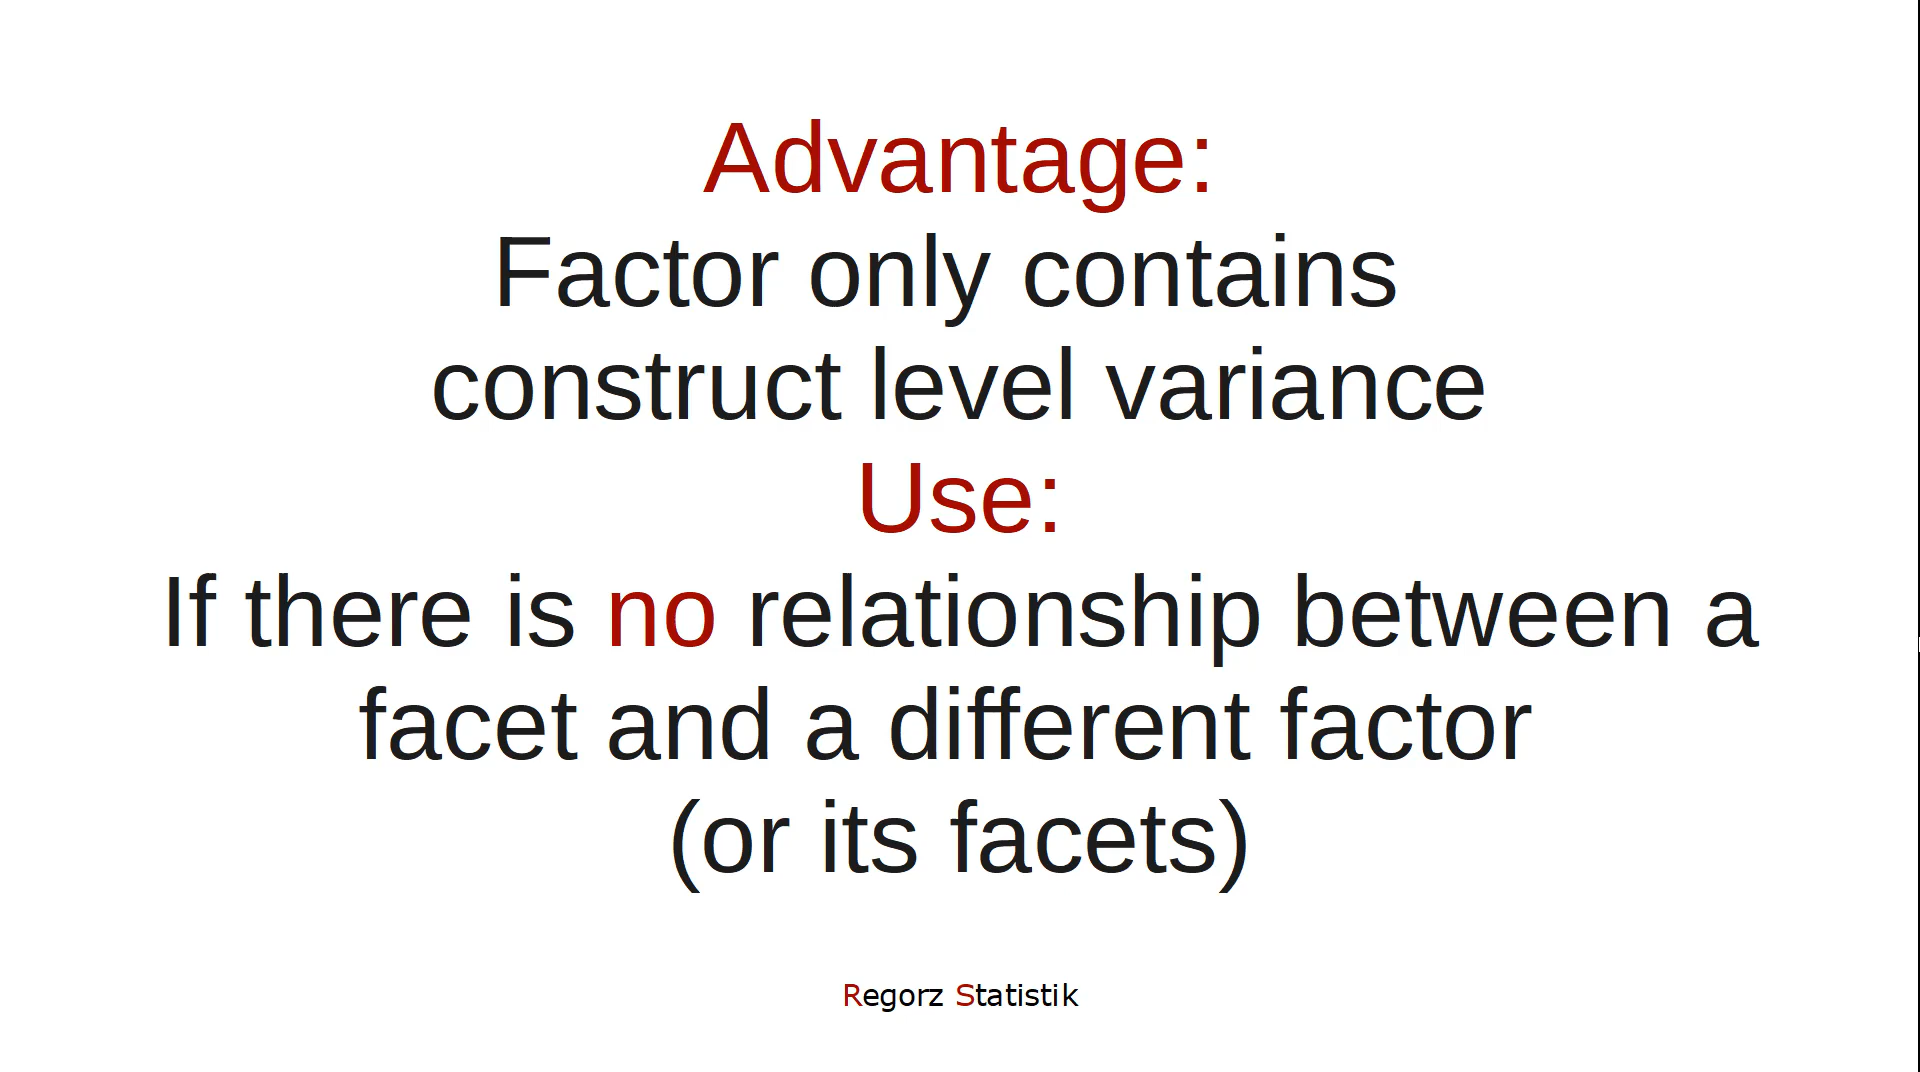 Advantage:
Factor only contains
construct level variance
Use:
If there is no relationship between a
facet and a different factor
(or its facets)
Regorz Statistik